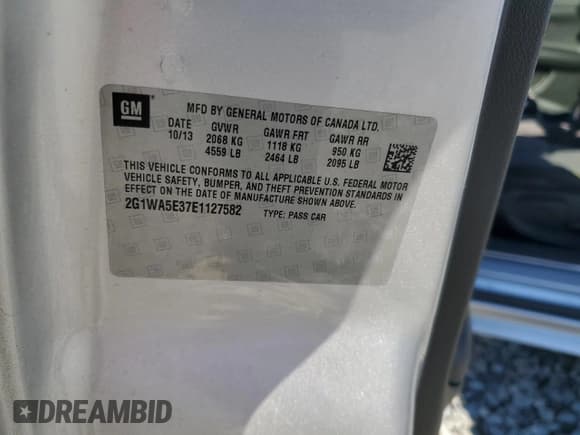 GM
MFD BY GENERAL MOTORS OF CANADA LTD.
DATE GVWR GAWR FRT GAWR RR
10/13 2068 KG 1118 KG 950 KG
4559 LB 2464 LB 2095 LB
THIS VEHICLE CONFORMS TO ALL APPLICABLE U.S. FEDERAL MOTOR
VEHICLE SAFETY, BUMPER, AND THEFT PREVENTION STANDARDS IN
EFFECT ON THE DATE OF MANUFACTURE SHOWN ABOVE.
2G1WA5E37E1127582 TYPE: PASS CAR
DREAMBID